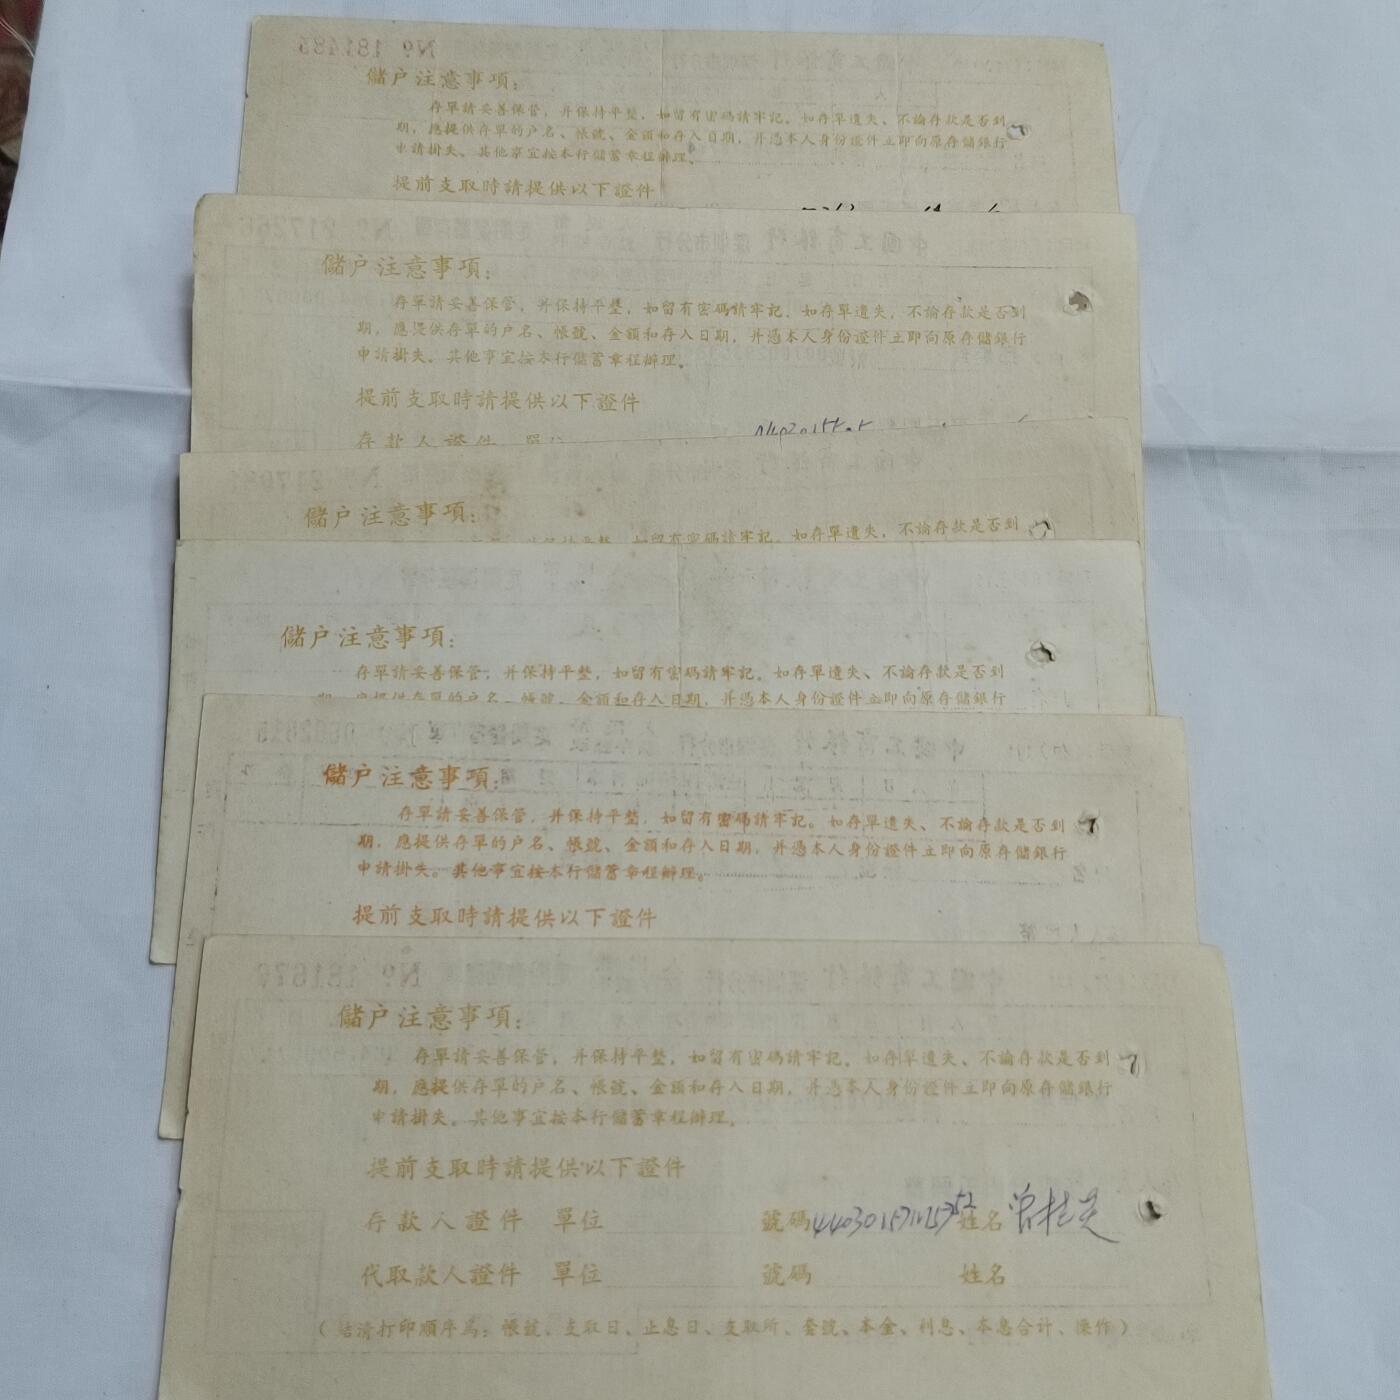 儲户注意事項：
存單請妥善保管，并保持平整，如留有密碼請牢記。如存單遺失、不論存款是否到
期，應提供存單的户名、帳號、金額和存入日期，并憑本人身份證件立即向原存儲銀行
申請掛失。其他事宜按本行儲蓄章程辦理。
提前支取時請提供以下證件
儲户注意事項：
存單請妥善保管，并保持平整，如留有密碼請牢記。如存單遺失，不論存款是否到
期，應提供存單的户名、帳號、金額和存入日期，并憑本人身份證件立即向原存儲銀行
申請掛失。其他事宜按本行儲蓄章程辦理。
提前支取時請提供以下證件
存款人證件 單位
儲户注意事項：
如留有密碼請牢記。如存單遺失，不論存款是否到
儲户注意事項：
存單請妥善保管，并保持平整，如留有密碼請牢記。如存單遺失、不論存款是否到
期，應提供存單的户名、帳號、金額和存入日期，并憑本人身份證件立即向原存儲銀行
儲户注意事項：
存單請妥善保管，并保持平整，如留有密碼請牢記。如存單遺失、不論存款是否到
期，應提供存單的户名、帳號、金額和存入日期，并憑本人身份證件立即向原存儲銀行
申請掛失。其他事宜按本行儲蓄章程辦理。
提前支取時請提供以下證件
儲户注意事項：
存單請妥善保管，并保持平整，如留有密碼請牢記。如存單遺失、不論存款是否到
期，應提供存單的户名、帳號、金額和存入日期，并憑本人身份證件立即向原存儲銀行
申請掛失。其他事宜按本行儲蓄章程辦理。
提前支取時請提供以下證件
存款人證件 單位 號碼 姓名
代取款人證件 單位 號碼 姓名
（結清打印順序為：帳號、支取日、止息日、支取所、套號、本金、利息、本息合計、操作）